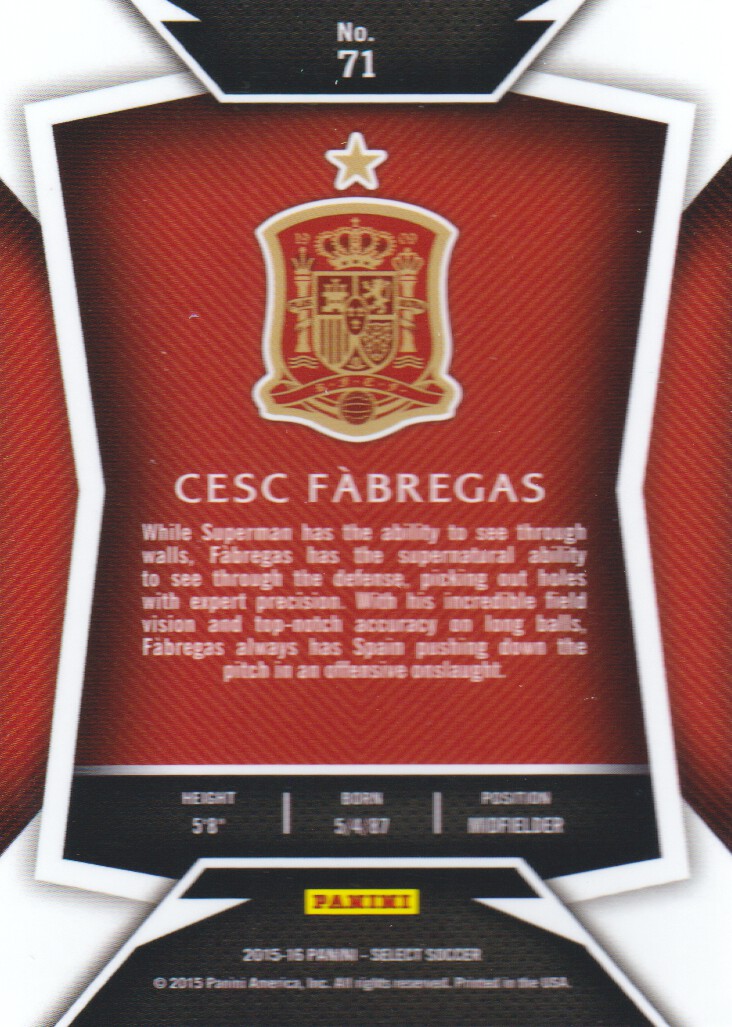 No.
71
19 09
R.F.E.F
CESC FÀBREGAS
While Superman has the ability to see through
walls, Fàbregas has the supernatural ability
to see through the defense, picking out holes
with expert precision. With his incredible field
vision and top-notch accuracy on long balls,
Fàbregas always has Spain pushing down the
pitch in an offensive onslaught.
HEIGHT BORN POSITION
5'8" 5/4/87 MIDFIELDER
PANINI
2015-16 PANINI - SELECT SOCCER
© 2015 Panini America, Inc. All rights reserved. Printed in the USA.